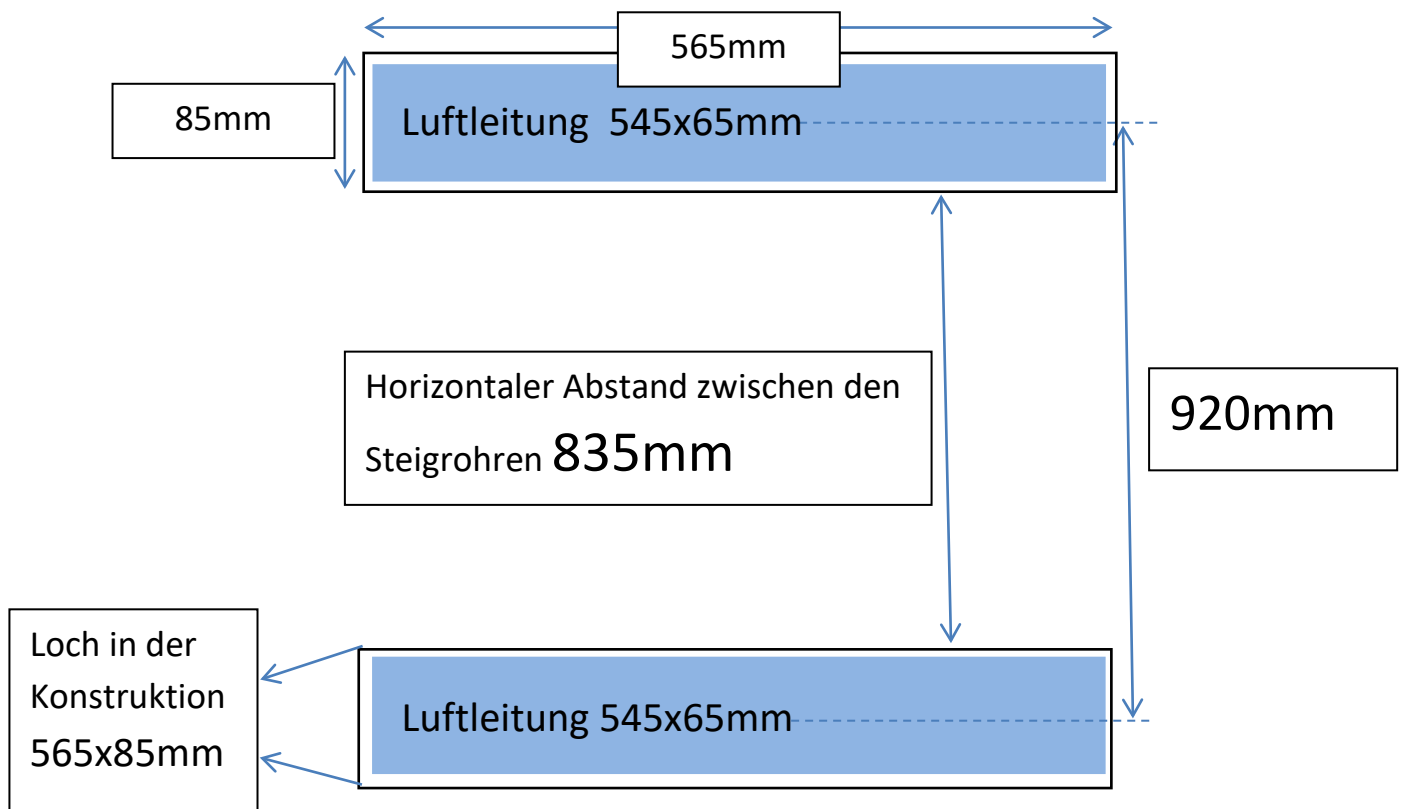 565mm
85mm
Luftleitung 545x65mm
Horizontaler Abstand zwischen den
Steigrohren 835mm
920mm
Loch in der
Konstruktion
565x85mm
Luftleitung 545x65mm